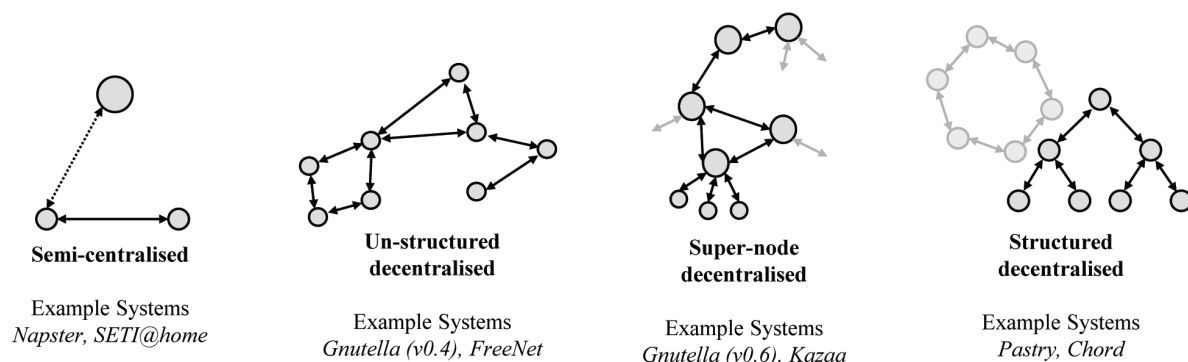 Semi-centralised
Example Systems
Napster, SETI@home
Un-structured
decentralised
Example Systems
Gnutella (v0.4), FreeNet
Super-node
decentralised
Example Systems
Gnutella (v0.6), Kazaa
Structured
decentralised
Example Systems
Pastry, Chord